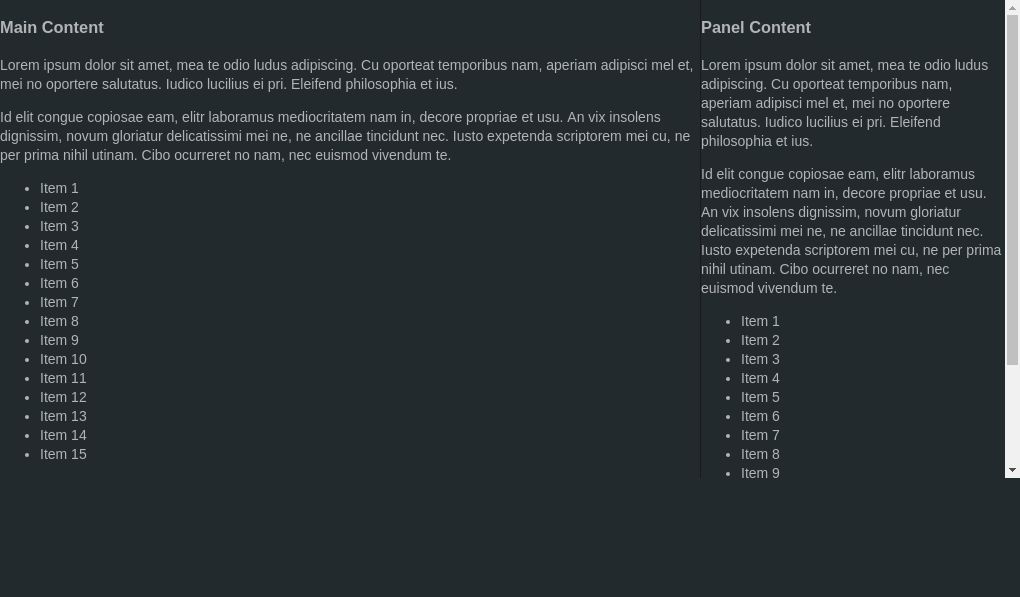 Main Content
Lorem ipsum dolor sit amet, mea te odio ludus adipiscing. Cu oporteat temporibus nam, aperiam adipisci mel et,
mei no oportere salutatus. Iudico lucilius ei pri. Eleifend philosophia et ius.
Id elit congue copiosae eam, elitr laboramus mediocritatem nam in, decore propriae et usu. An vix insolens
dignissim, novum gloriatur delicatissimi mei ne, ne ancillae tincidunt nec. Iusto expetenda scriptorem mei cu, ne
per prima nihil utinam. Cibo ocurreret no nam, nec euismod vivendum te.
Item 1
Item 2
Item 3
Item 4
Item 5
Item 6
Item 7
Item 8
Item 9
Item 10
Item 11
Item 12
Item 13
Item 14
Item 15
Panel Content
Lorem ipsum dolor sit amet, mea te odio ludus
adipiscing. Cu oporteat temporibus nam,
aperiam adipisci mel et, mei no oportere
salutatus. Iudico lucilius ei pri. Eleifend
philosophia et ius.
Id elit congue copiosae eam, elitr laboramus
mediocritatem nam in, decore propriae et usu.
An vix insolens dignissim, novum gloriatur
delicatissimi mei ne, ne ancillae tincidunt nec.
Iusto expetenda scriptorem mei cu, ne per prima
nihil utinam. Cibo ocurreret no nam, nec
euismod vivendum te.
Item 1
Item 2
Item 3
Item 4
Item 5
Item 6
Item 7
Item 8
Item 9